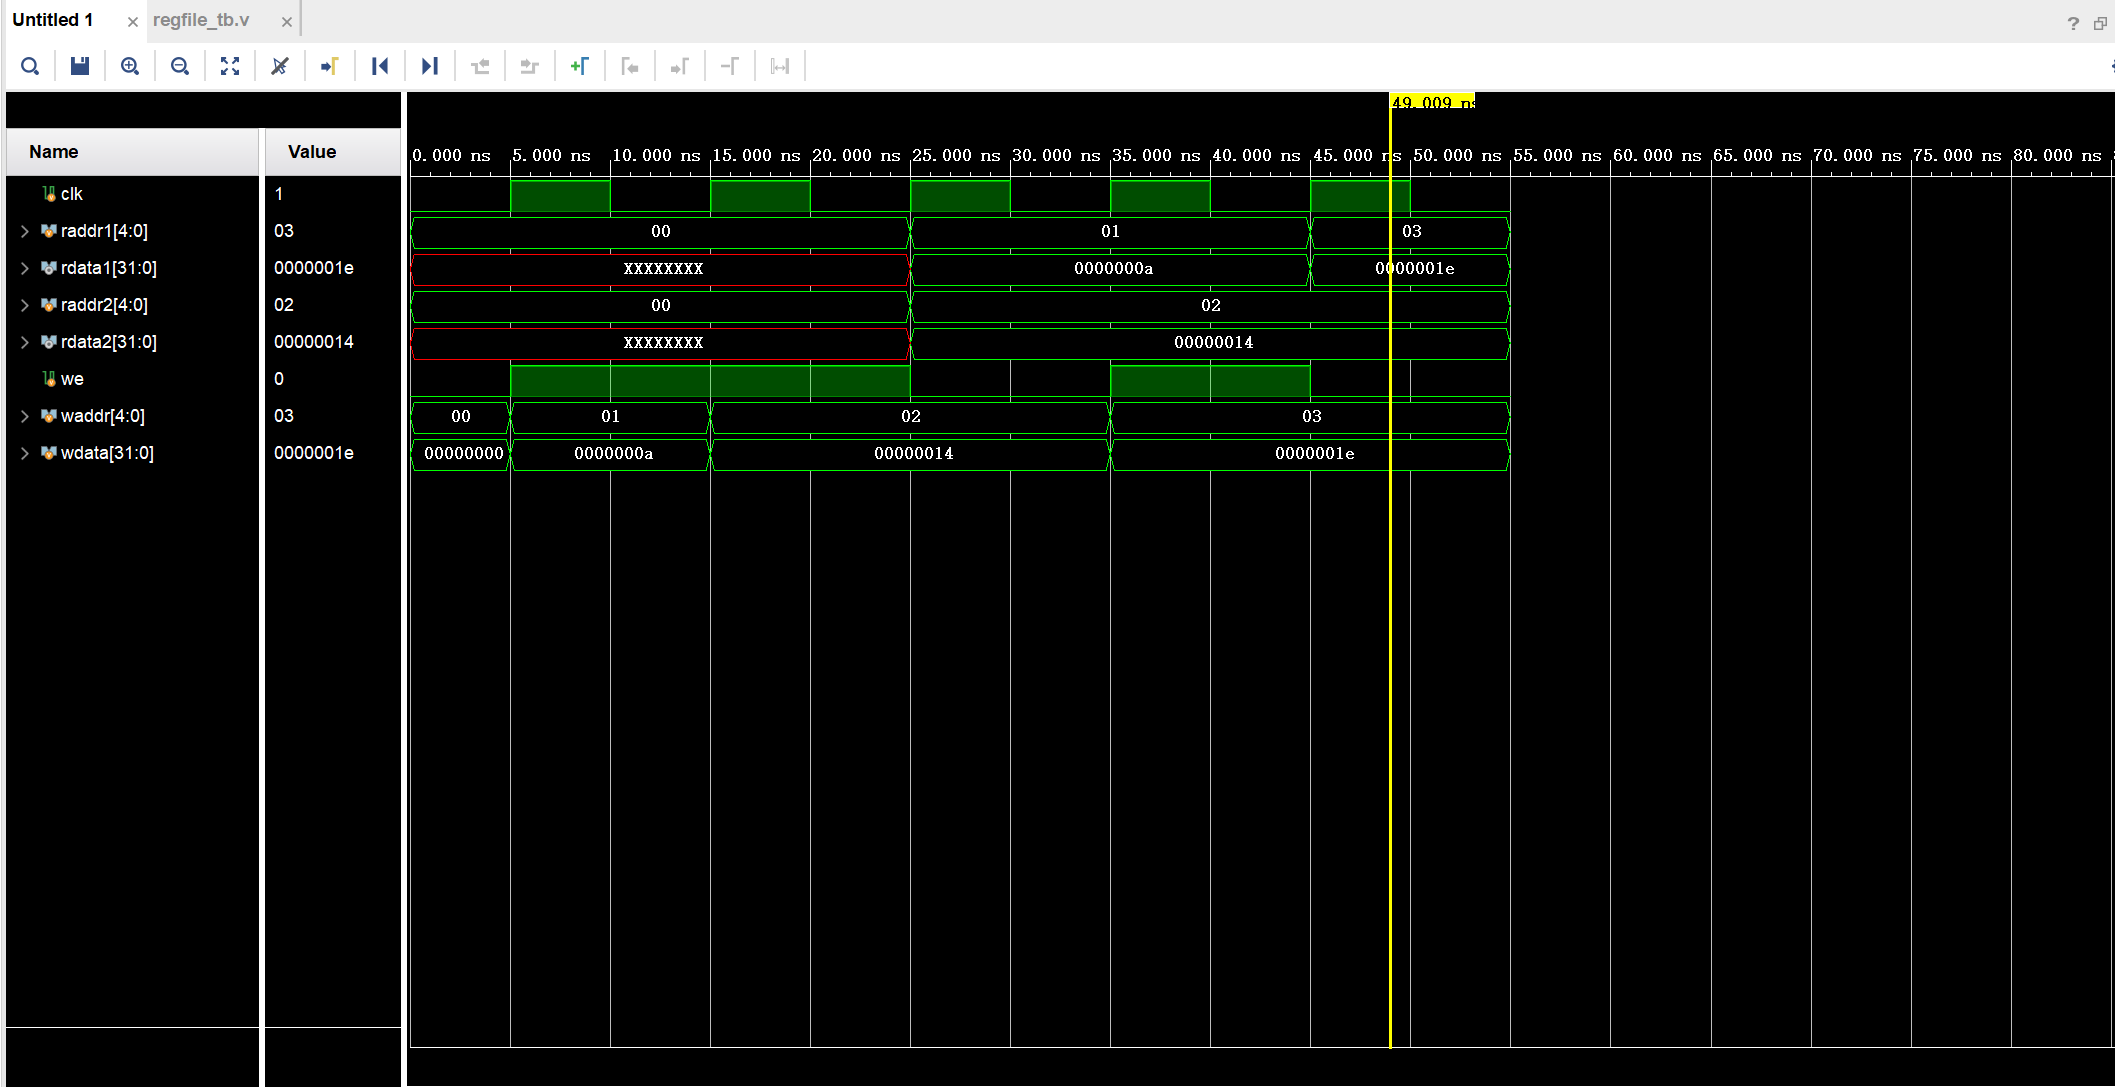 Untitled 1 × regfile_tb.v ×
?
49.009 ns
Name Value
0.000 ns 5.000 ns 10.000 ns 15.000 ns 20.000 ns 25.000 ns 30.000 ns 35.000 ns 40.000 ns 45.000 ns 50.000 ns 55.000 ns 60.000 ns 65.000 ns 70.000 ns 75.000 ns 80.000 ns
clk 1
raddr1[4:0] 03 00 01 03
rdata1[31:0] 0000001e XXXXXXXX 0000000a 0000001e
raddr2[4:0] 02 00 02
rdata2[31:0] 00000014 XXXXXXXX 00000014
we 0
waddr[4:0] 03 00 01 02 03
wdata[31:0] 0000001e 00000000 0000000a 00000014 0000001e